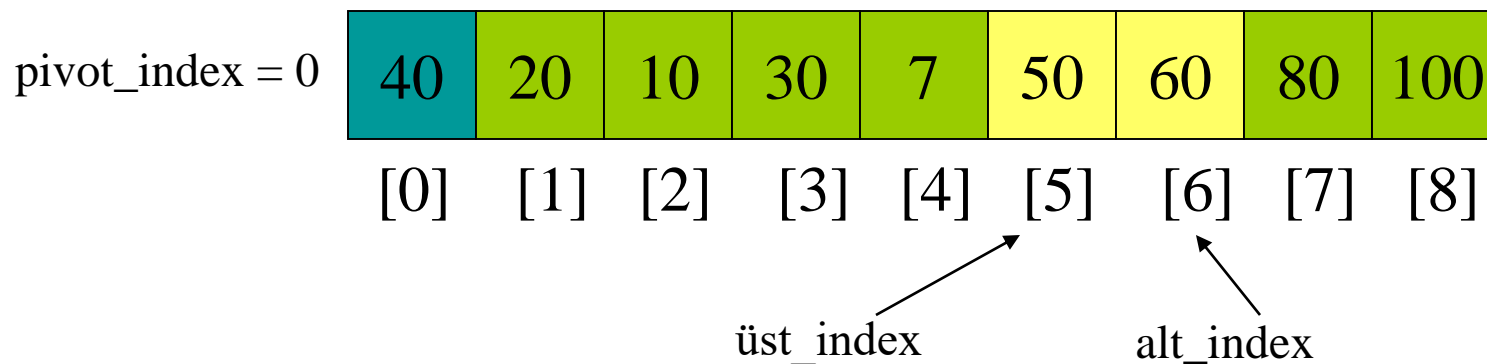 pivot_index = 0 40 20 10 30 7 50 60 80 100
[0] [1] [2] [3] [4] [5] [6] [7] [8]
üst_index alt_index